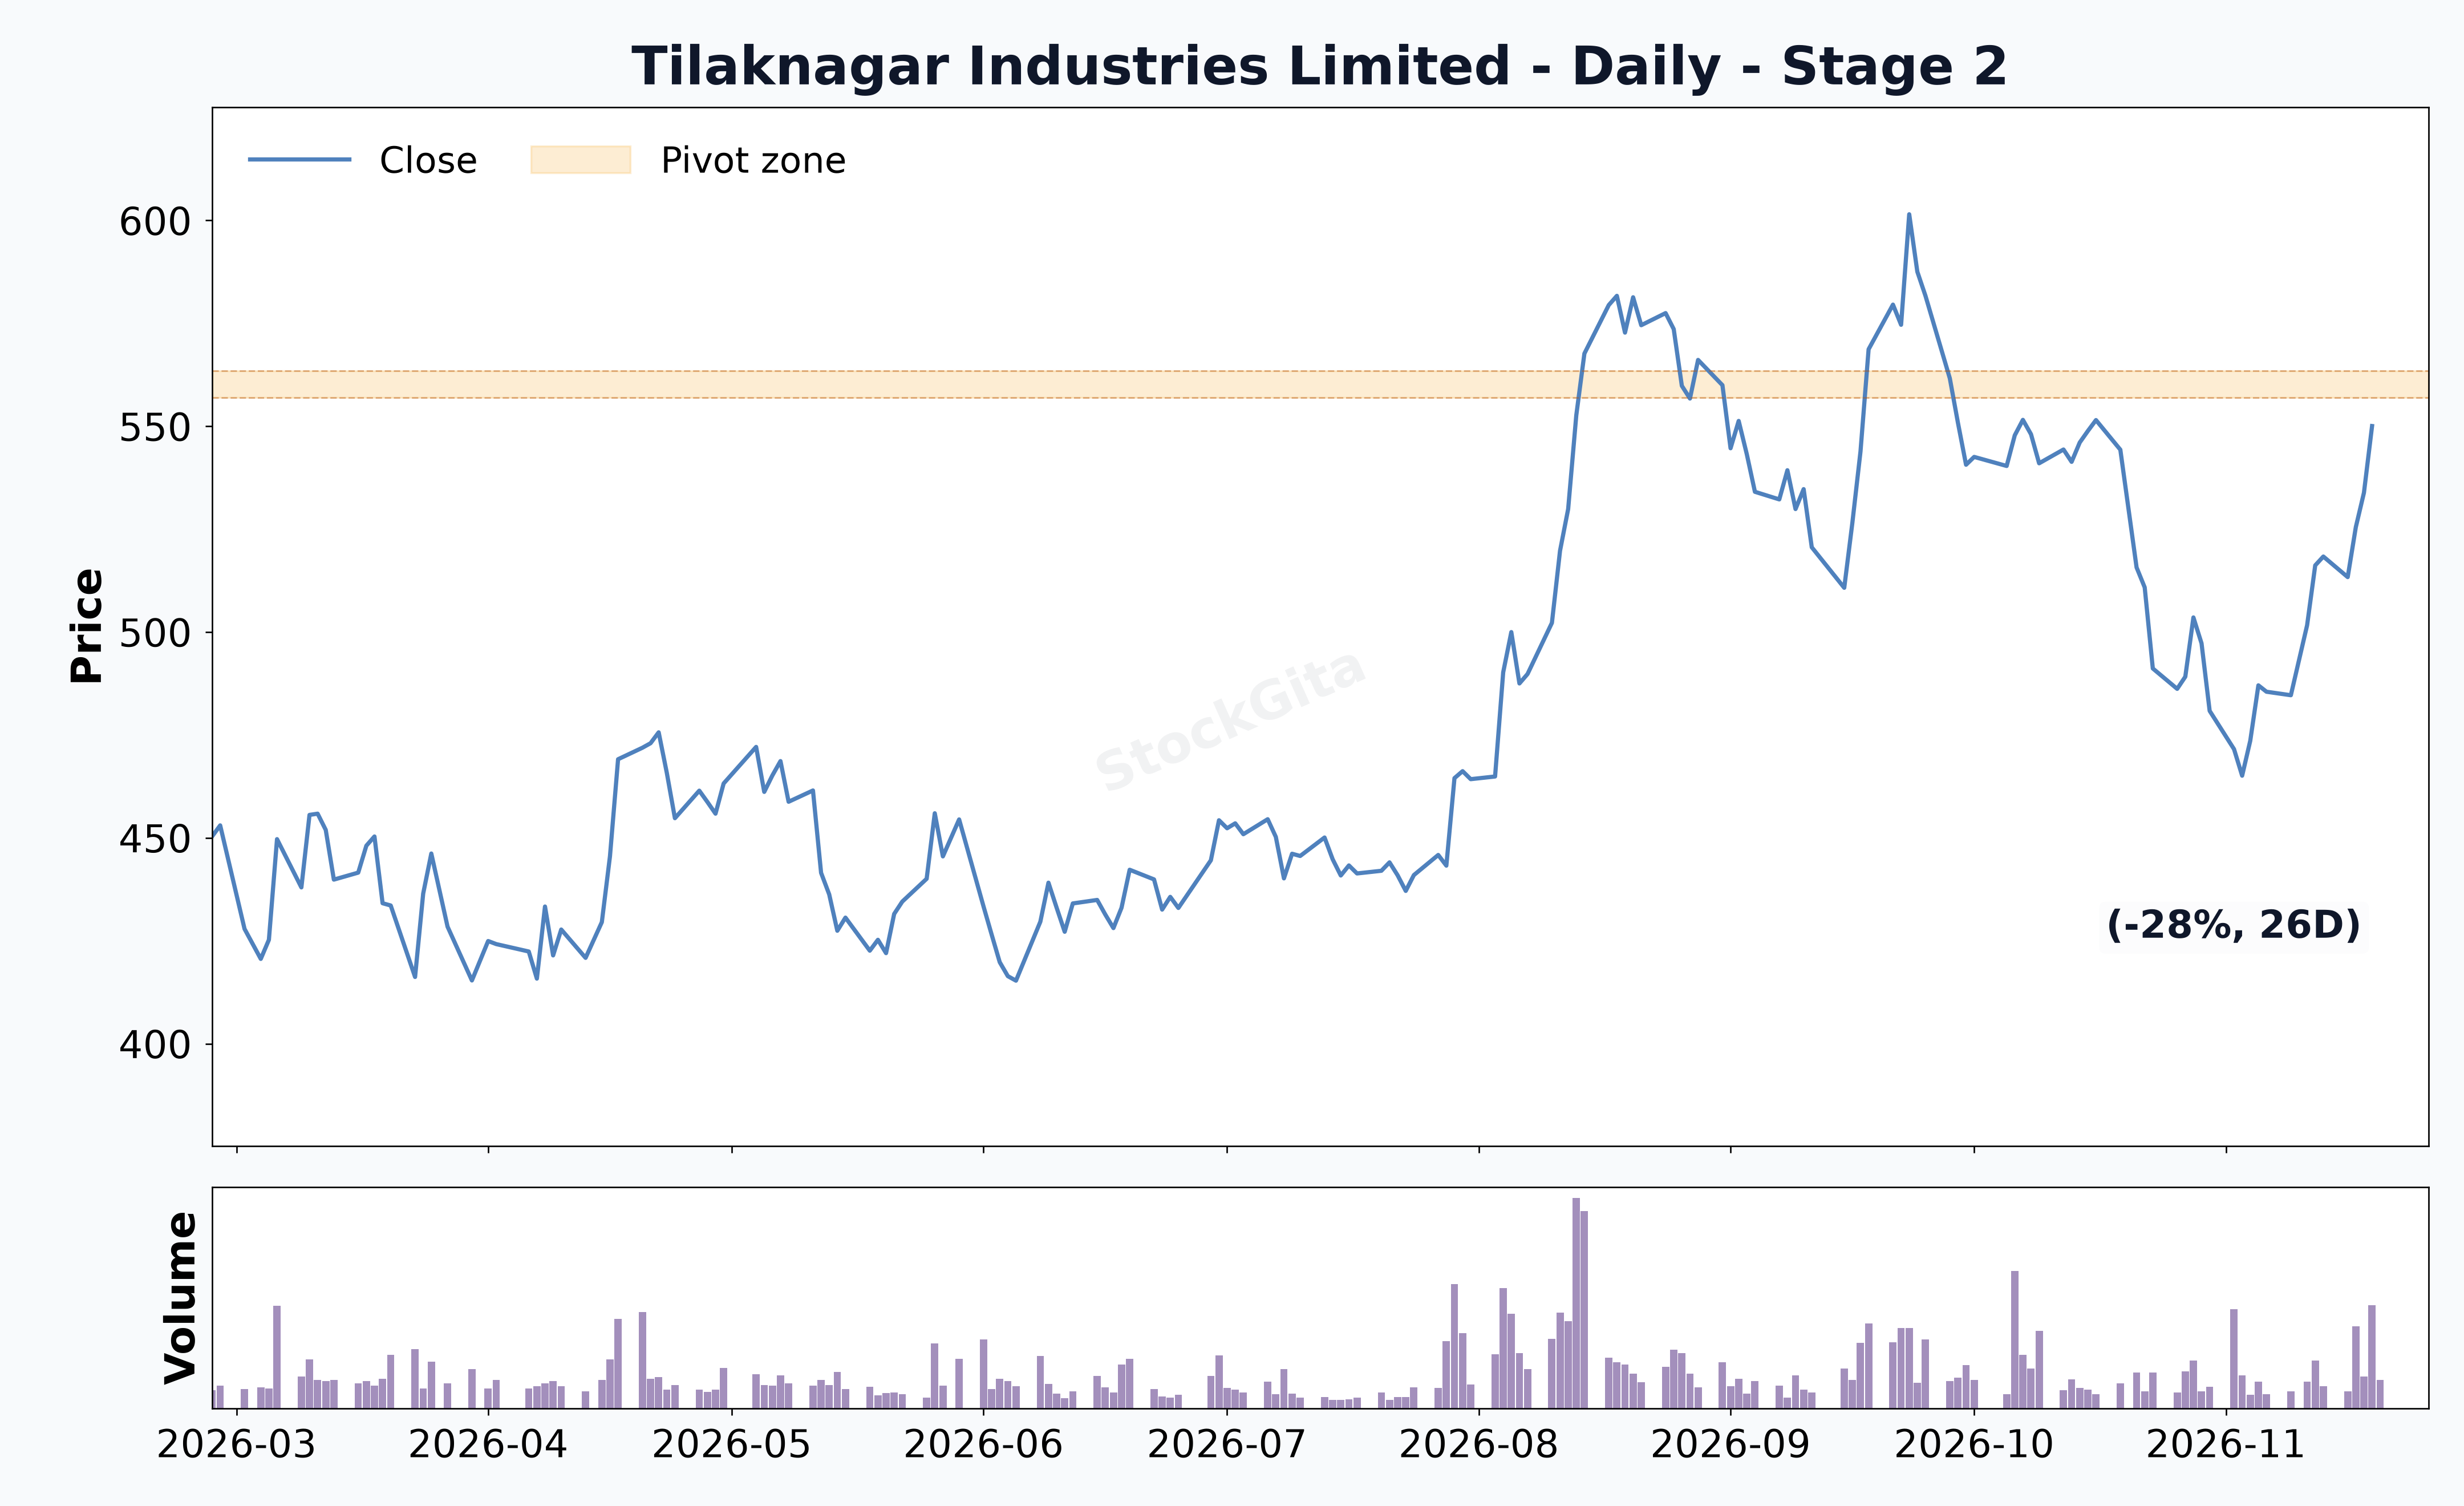 Tilaknagar Industries Limited - Daily - Stage 2
Close Pivot zone
600
550
500
450
400
Price
StockGita
(-28%, 26D)
Volume
2026-03 2026-04 2026-05 2026-06 2026-07 2026-08 2026-09 2026-10 2026-11